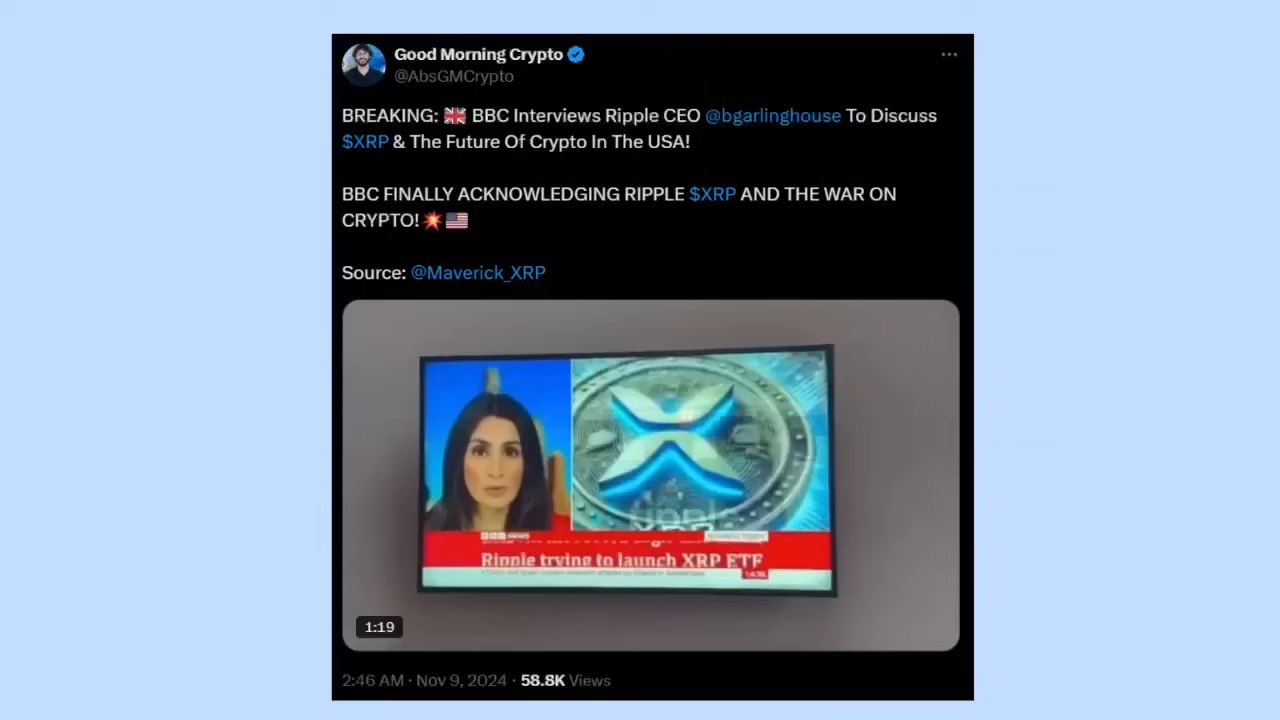 Good Morning Crypto
@AbsGMCrypto
BREAKING: 🇬🇧 BBC Interviews Ripple CEO @bgarlinghouse To Discuss
$XRP & The Future Of Crypto In The USA!
BBC FINALLY ACKNOWLEDGING RIPPLE $XRP AND THE WAR ON
CRYPTO!💥🇺🇸
Source: @Maverick_XRP
ripple
XRP
BBC NEWS
Ripple trying to launch XRP ETF
1:19
2:46 AM · Nov 9, 2024 · 58.8K Views